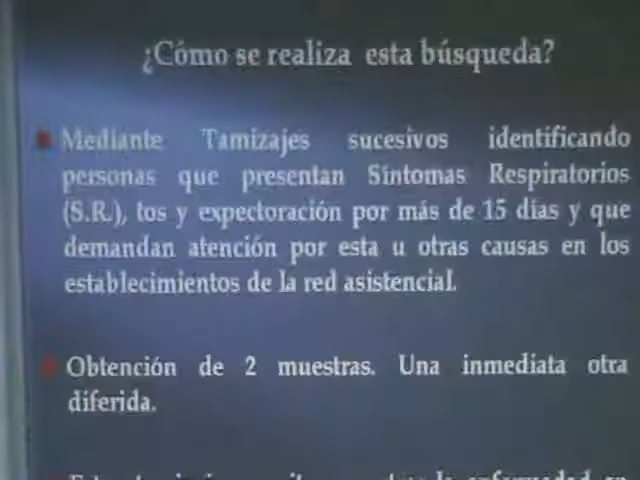 ¿Cómo se realiza esta búsqueda?
Mediante Tamizajes sucesivos identificando
personas que presentan Síntomas Respiratorios
(S.R.), tos y expectoración por más de 15 días y que
demandan atención por esta u otras causas en los
establecimientos de la red asistencial.
Obtención de 2 muestras. Una inmediata otra
diferida.